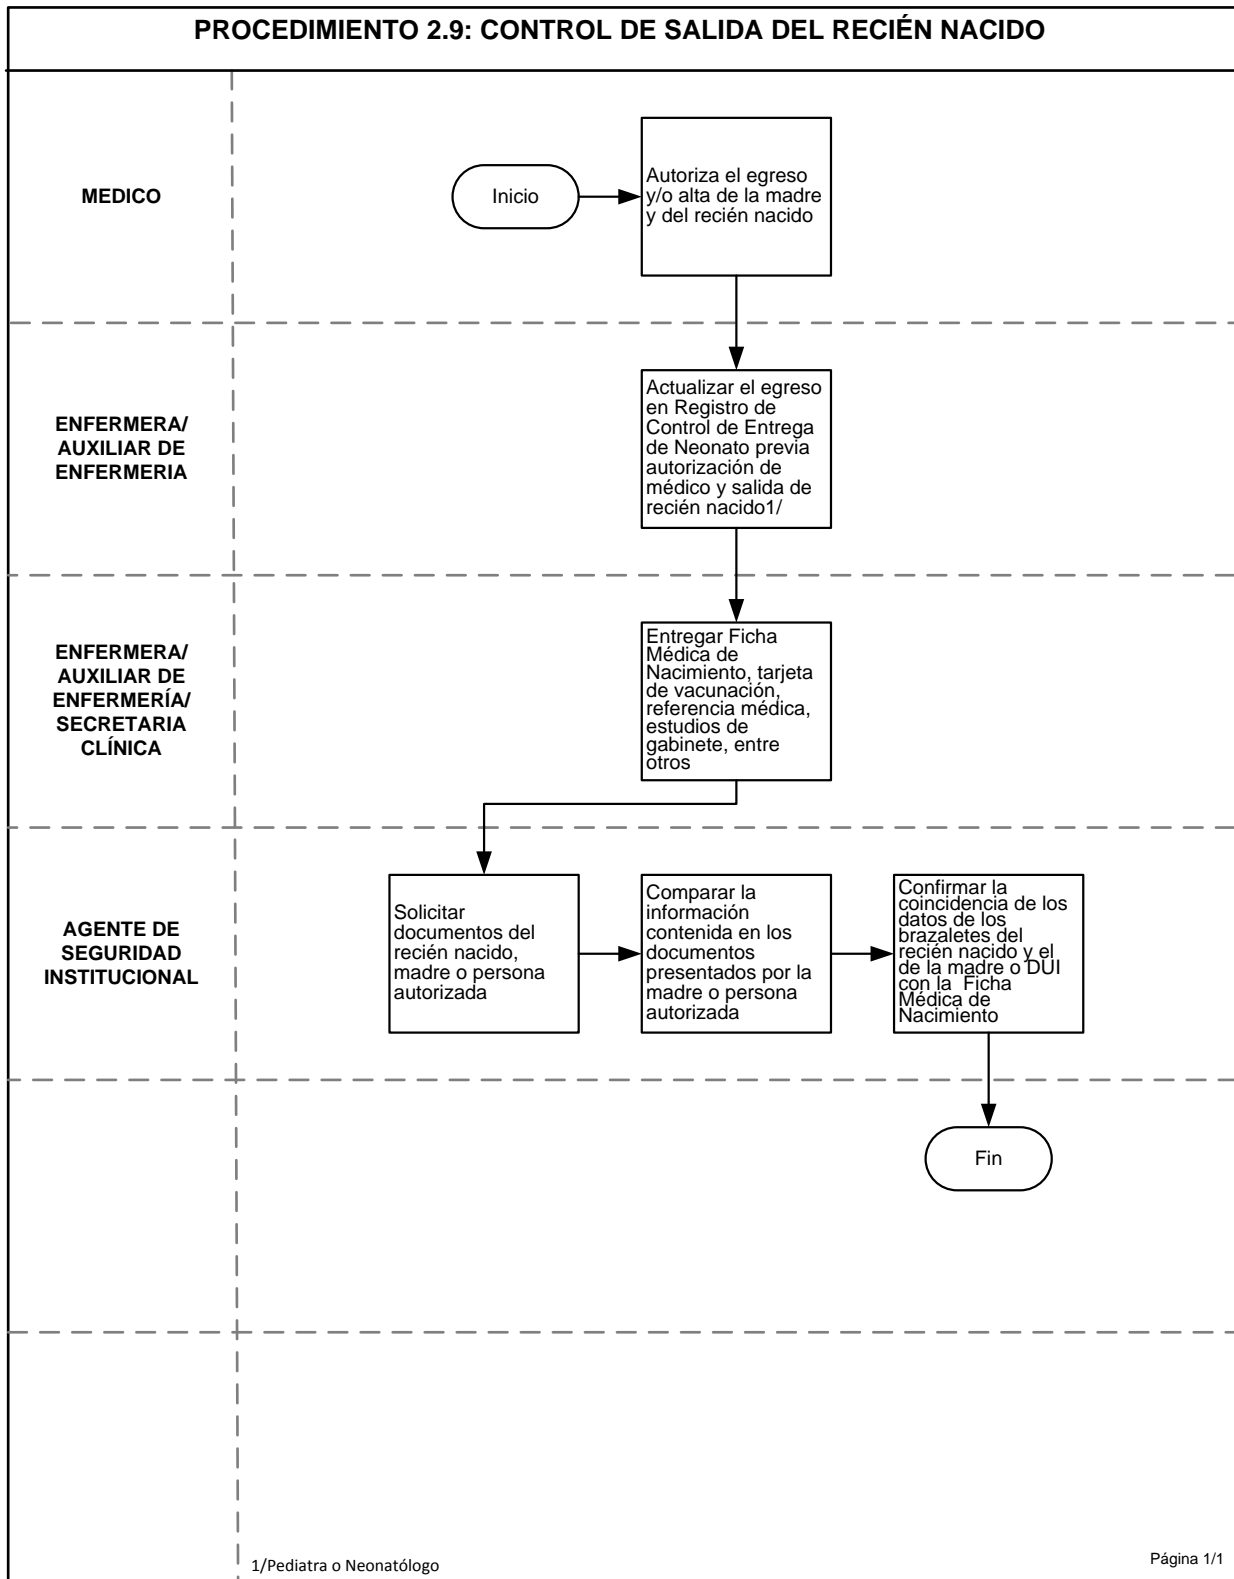 PROCEDIMIENTO 2.9: CONTROL DE SALIDA DEL RECIÉN NACIDO
MEDICO
Inicio
Autoriza el egreso
y/o alta de la madre
y del recién nacido
ENFERMERA/
AUXILIAR DE
ENFERMERIA
Actualizar el egreso
en Registro de
Control de Entrega
de Neonato previa
autorización de
médico y salida de
recién nacido1/
ENFERMERA/
AUXILIAR DE
ENFERMERÍA/
SECRETARIA
CLÍNICA
Entregar Ficha
Médica de
Nacimiento, tarjeta
de vacunación,
referencia médica,
estudios de
gabinete, entre
otros
AGENTE DE
SEGURIDAD
INSTITUCIONAL
Solicitar
documentos del
recién nacido,
madre o persona
autorizada
Comparar la
información
contenida en los
documentos
presentados por la
madre o persona
autorizada
Confirmar la
coincidencia de los
datos de los
brazaletes del
recién nacido y el
de la madre o DUI
con la  Ficha
Médica de
Nacimiento
Fin
1/Pediatra o Neonatólogo
Página 1/1